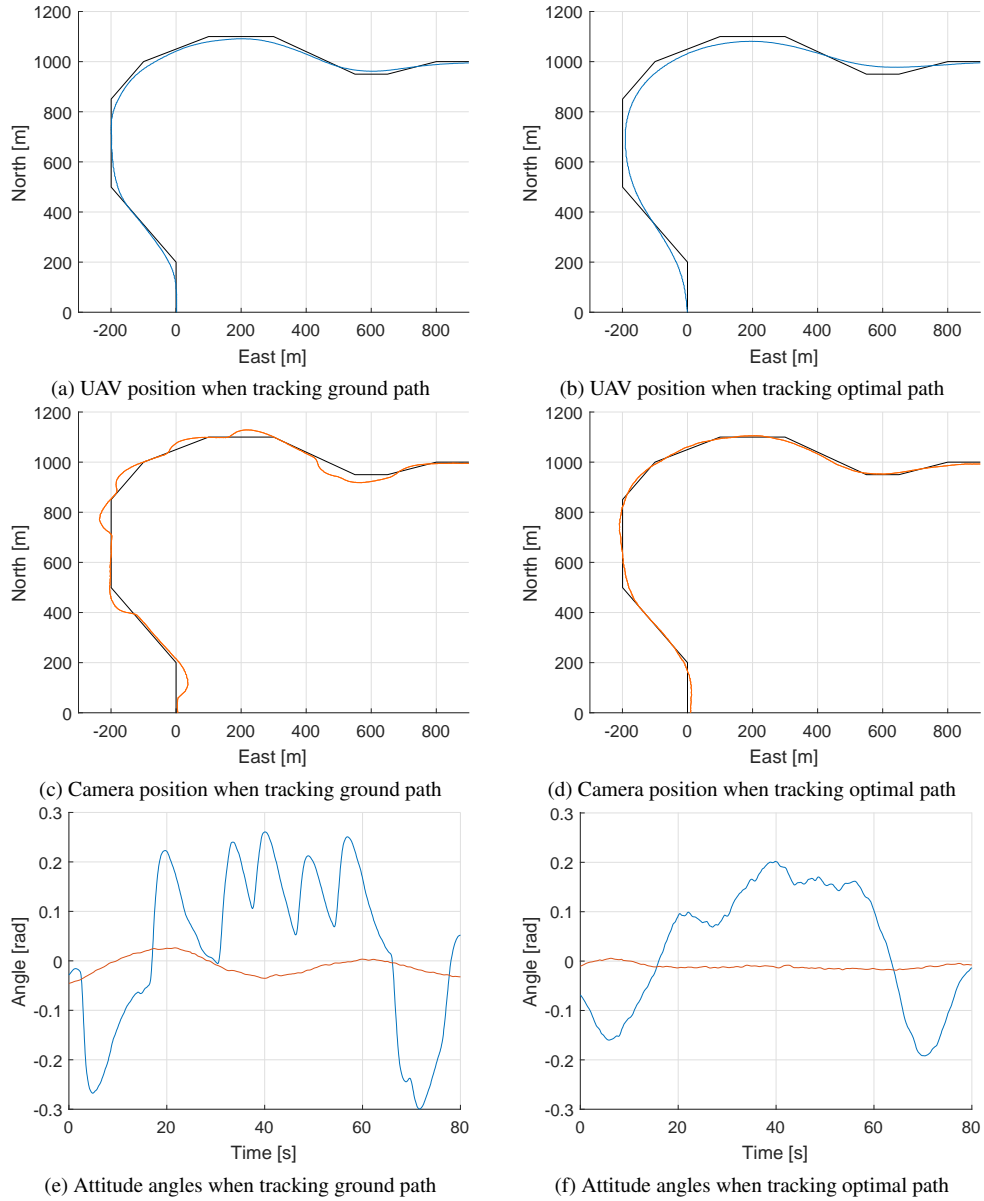 1200
1000
800
600
400
200
0
North [m]
-200 0 200 400 600 800
East [m]
(a) UAV position when tracking ground path
1200
1000
800
600
400
200
0
North [m]
-200 0 200 400 600 800
East [m]
(b) UAV position when tracking optimal path
1200
1000
800
600
400
200
0
North [m]
-200 0 200 400 600 800
East [m]
(c) Camera position when tracking ground path
1200
1000
800
600
400
200
0
North [m]
-200 0 200 400 600 800
East [m]
(d) Camera position when tracking optimal path
0.3
0.2
0.1
0
-0.1
-0.2
-0.3
Angle [rad]
0 20 40 60 80
Time [s]
(e) Attitude angles when tracking ground path
0.3
0.2
0.1
0
-0.1
-0.2
-0.3
Angle [rad]
0 20 40 60 80
Time [s]
(f) Attitude angles when tracking optimal path